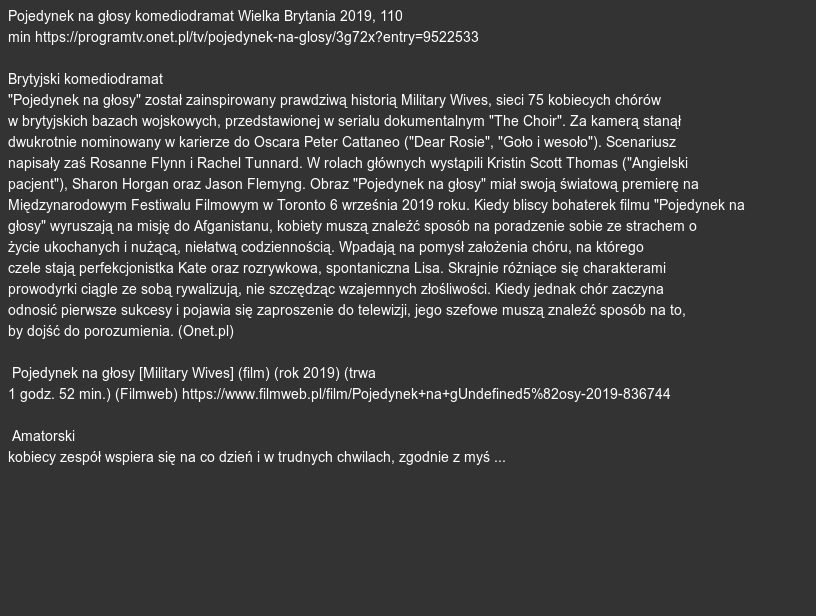 Pojedynek na głosy komediodramat Wielka Brytania 2019, 110
min https://programtv.onet.pl/tv/pojedynek-na-glosy/3g72x?entry=9522533
Brytyjski komediodramat
"Pojedynek na głosy" został zainspirowany prawdziwą historią Military Wives, sieci 75 kobiecych chórów
w brytyjskich bazach wojskowych, przedstawionej w serialu dokumentalnym "The Choir". Za kamerą stanął
dwukrotnie nominowany w karierze do Oscara Peter Cattaneo ("Dear Rosie", "Goło i wesoło"). Scenariusz
napisały zaś Rosanne Flynn i Rachel Tunnard. W rolach głównych wystąpili Kristin Scott Thomas ("Angielski
pacjent"), Sharon Horgan oraz Jason Flemyng. Obraz "Pojedynek na głosy" miał swoją światową premierę na
Międzynarodowym Festiwalu Filmowym w Toronto 6 września 2019 roku. Kiedy bliscy bohaterek filmu "Pojedynek na
głosy" wyruszają na misję do Afganistanu, kobiety muszą znaleźć sposób na poradzenie sobie ze strachem o
życie ukochanych i nużącą, niełatwą codziennością. Wpadają na pomysł założenia chóru, na którego
czele stają perfekcjonistka Kate oraz rozrywkowa, spontaniczna Lisa. Skrajnie różniące się charakterami
prowodyrki ciągle ze sobą rywalizują, nie szczędząc wzajemnych złośliwości. Kiedy jednak chór zaczyna
odnosić pierwsze sukcesy i pojawia się zaproszenie do telewizji, jego szefowe muszą znaleźć sposób na to,
by dojść do porozumienia. (Onet.pl)
Pojedynek na głosy [Military Wives] (film) (rok 2019) (trwa
1 godz. 52 min.) (Filmweb) https://www.filmweb.pl/film/Pojedynek+na+gUndefined5%82osy-2019-836744
Amatorski
kobiecy zespół wspiera się na co dzień i w trudnych chwilach, zgodnie z myś ...